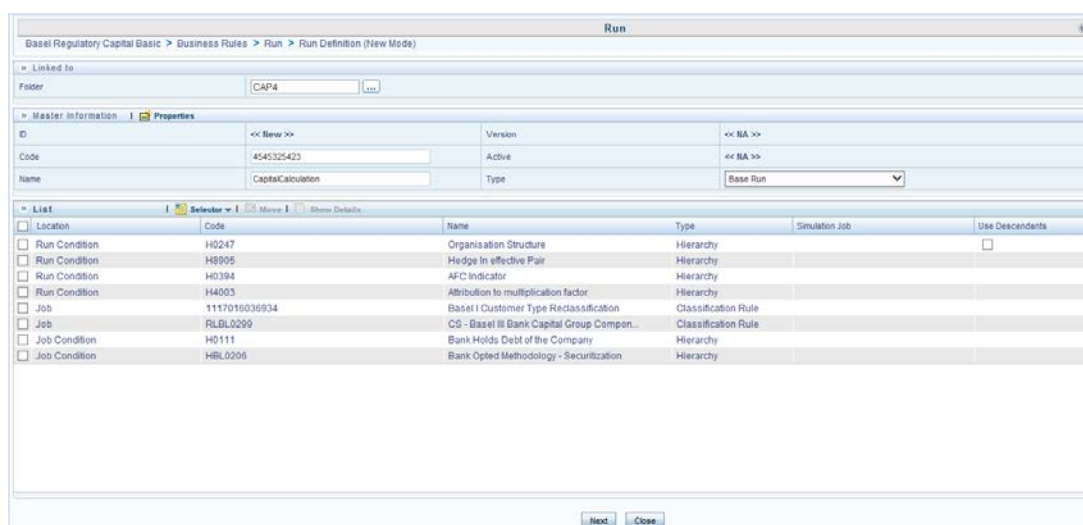 Run
Basel Regulatory Capital Basic > Business Rules > Run > Run Definition (New Mode)
» Linked to
Folder CAP4 ...
» Master Information | Properties
ID << New >> Version << NA >>
Code 4545325423 Active << NA >>
Name CapitalCalculation Type Base Run
» List | Selector | Move | Show Details
Location Code Name Type Simulation Job Use Descendants
Run Condition H0247 Organisation Structure Hierarchy
Run Condition H8905 Hedge In effective Pair Hierarchy
Run Condition H0394 AFC Indicator Hierarchy
Run Condition H4003 Attribution to multiplication factor Hierarchy
Job 1117016036934 Basel I Customer Type Reclassification Classification Rule
Job RLBL0299 CS - Basel III Bank Capital Group Compon... Classification Rule
Job Condition H0111 Bank Holds Debt of the Company Hierarchy
Job Condition HBL0206 Bank Opted Methodology - Securitization Hierarchy
Next Close